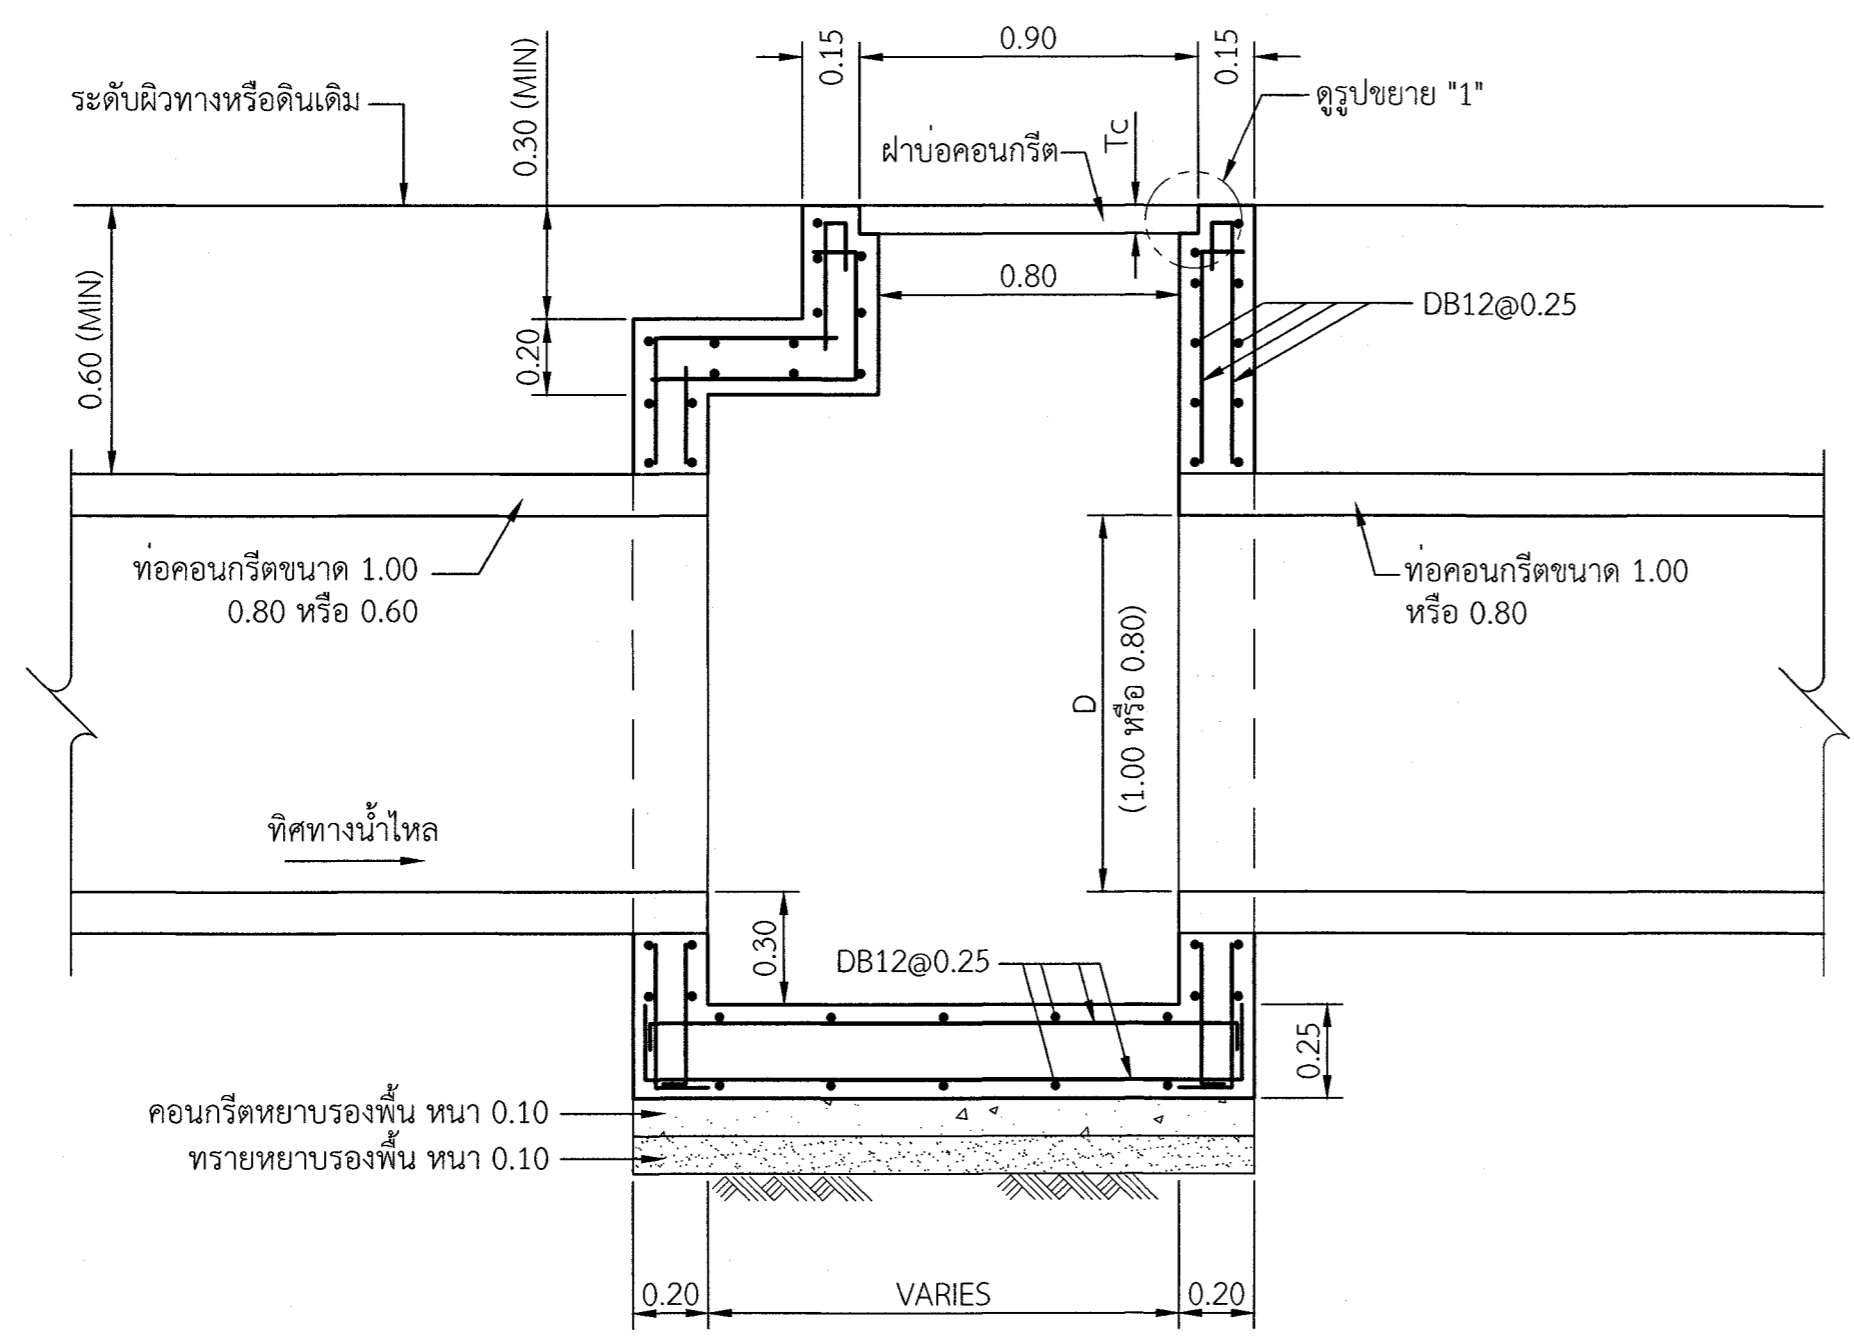 0.15
0.90
0.15
ระดับผิวทางหรือดินเดิม
0.30 (MIN)
ฝาบ่อคอนกรีต
Tc
ดูรูปขยาย "1"
0.60 (MIN)
0.20
0.80
DB12@0.25
ท่อคอนกรีตขนาด 1.00
0.80 หรือ 0.60
D
(1.00 หรือ 0.80)
ท่อคอนกรีตขนาด 1.00
หรือ 0.80
ทิศทางน้ำไหล
0.30
DB12@0.25
0.25
คอนกรีตหยาบรองพื้น หนา 0.10
ทรายหยาบรองพื้น หนา 0.10
0.20
VARIES
0.20